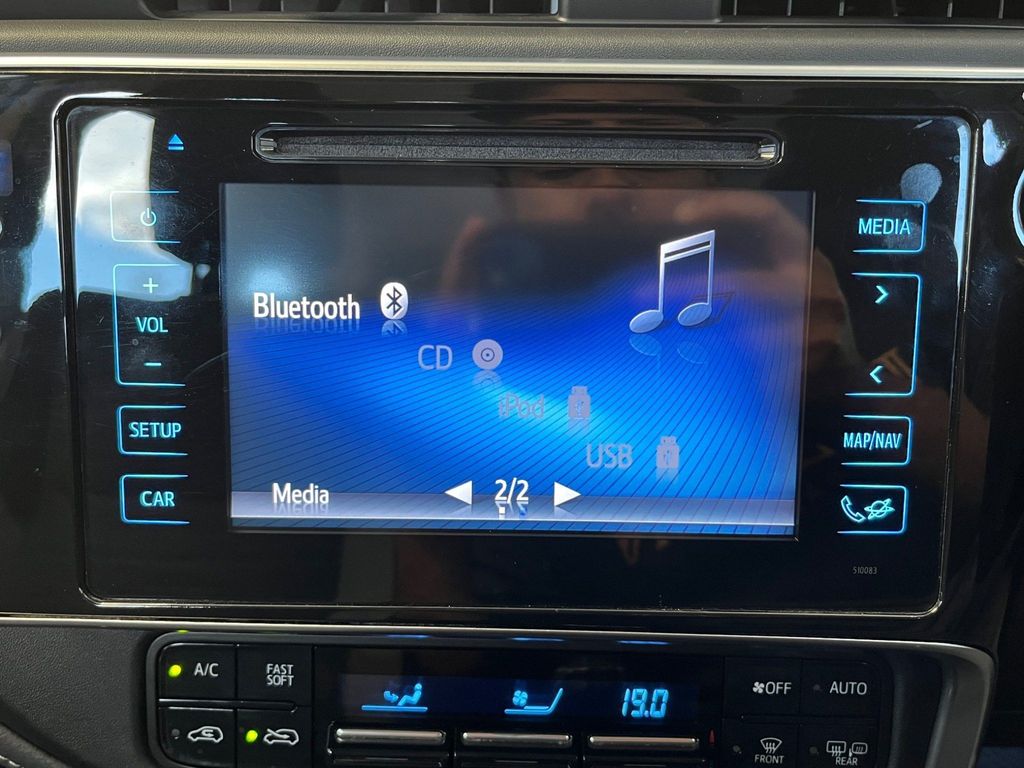 MEDIA
+
VOL
-
Bluetooth
CD
iPod
USB
SETUP
MAP/NAV
CAR
Media
2/2
510083
A/C
FAST
SOFT
19.0
OFF
AUTO
FRONT
REAR